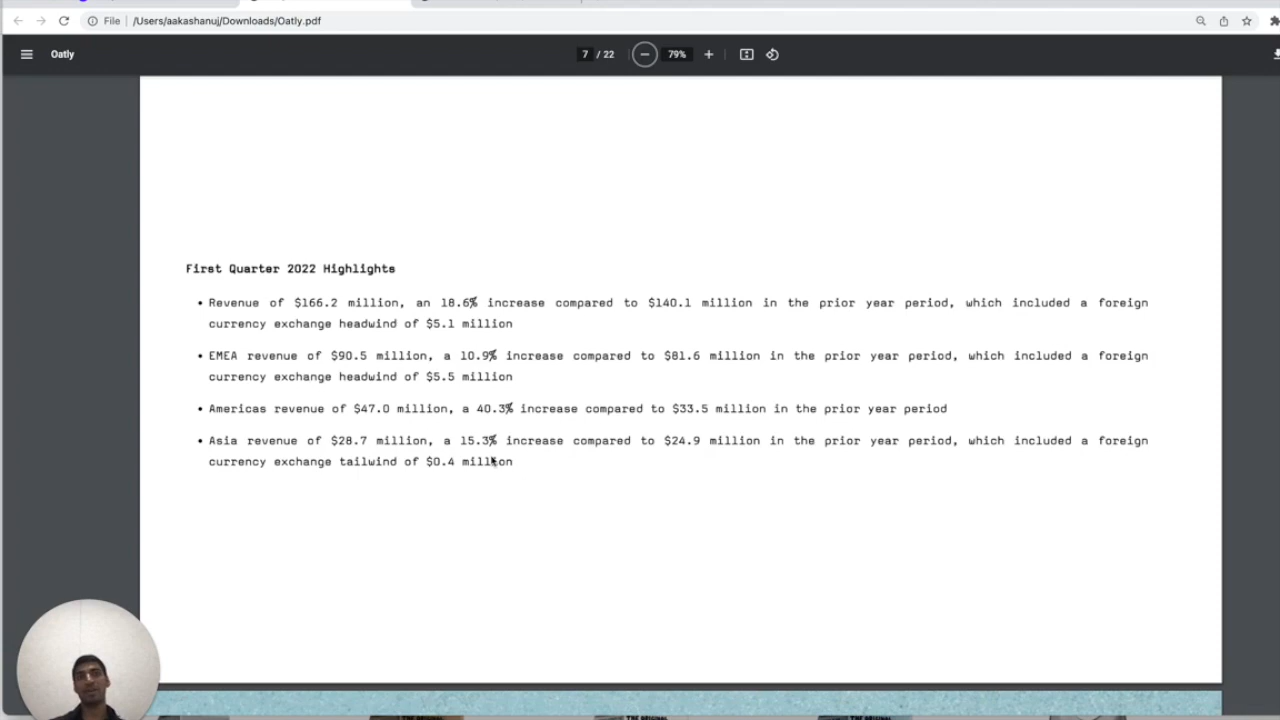 File
/Users/aakashanuj/Downloads/Oatly.pdf
Oatly
7 / 22
79%
First Quarter 2022 Highlights
• Revenue of $166.2 million, an 18.6% increase compared to $140.1 million in the prior year period, which included a foreign
currency exchange headwind of $5.1 million
• EMEA revenue of $90.5 million, a 10.9% increase compared to $81.6 million in the prior year period, which included a foreign
currency exchange headwind of $5.5 million
• Americas revenue of $47.0 million, a 40.3% increase compared to $33.5 million in the prior year period
• Asia revenue of $28.7 million, a 15.3% increase compared to $24.9 million in the prior year period, which included a foreign
currency exchange tailwind of $0.4 million
THE ORIGINAL
THE ORIGINAL